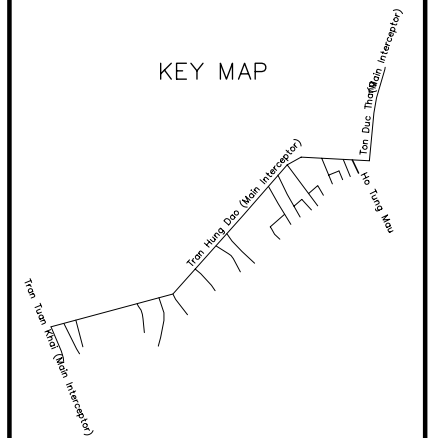 KEY MAP
Ton Duc Thang (Main Interceptor)
Ho Tung Mau
Tran Hung Dao (Main Interceptor)
Tran Tuan Khai (Main Interceptor)